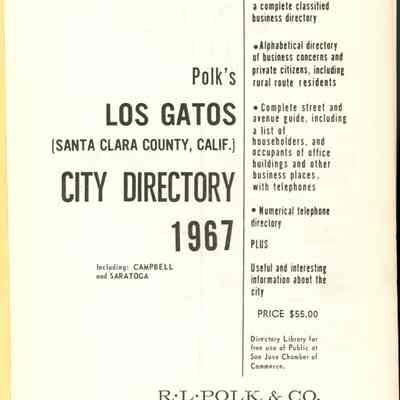 Polk's
LOS GATOS
(SANTA CLARA COUNTY, CALIF.)
CITY DIRECTORY
1967
Including: CAMPBELL
and SARATOGA
a complete classified
business directory
• Alphabetical directory
of business concerns and
private citizens, including
rural route residents
• Complete street and
avenue guide, including
a list of
householders, and
occupants of office
buildings and other
business places,
with telephones
• Numerical telephone
directory
PLUS
Useful and interesting
information about the
city
PRICE $55.00
Directory Library for
free use of Public at
San Jose Chamber of
Commerce.
R·L·POLK & CO.